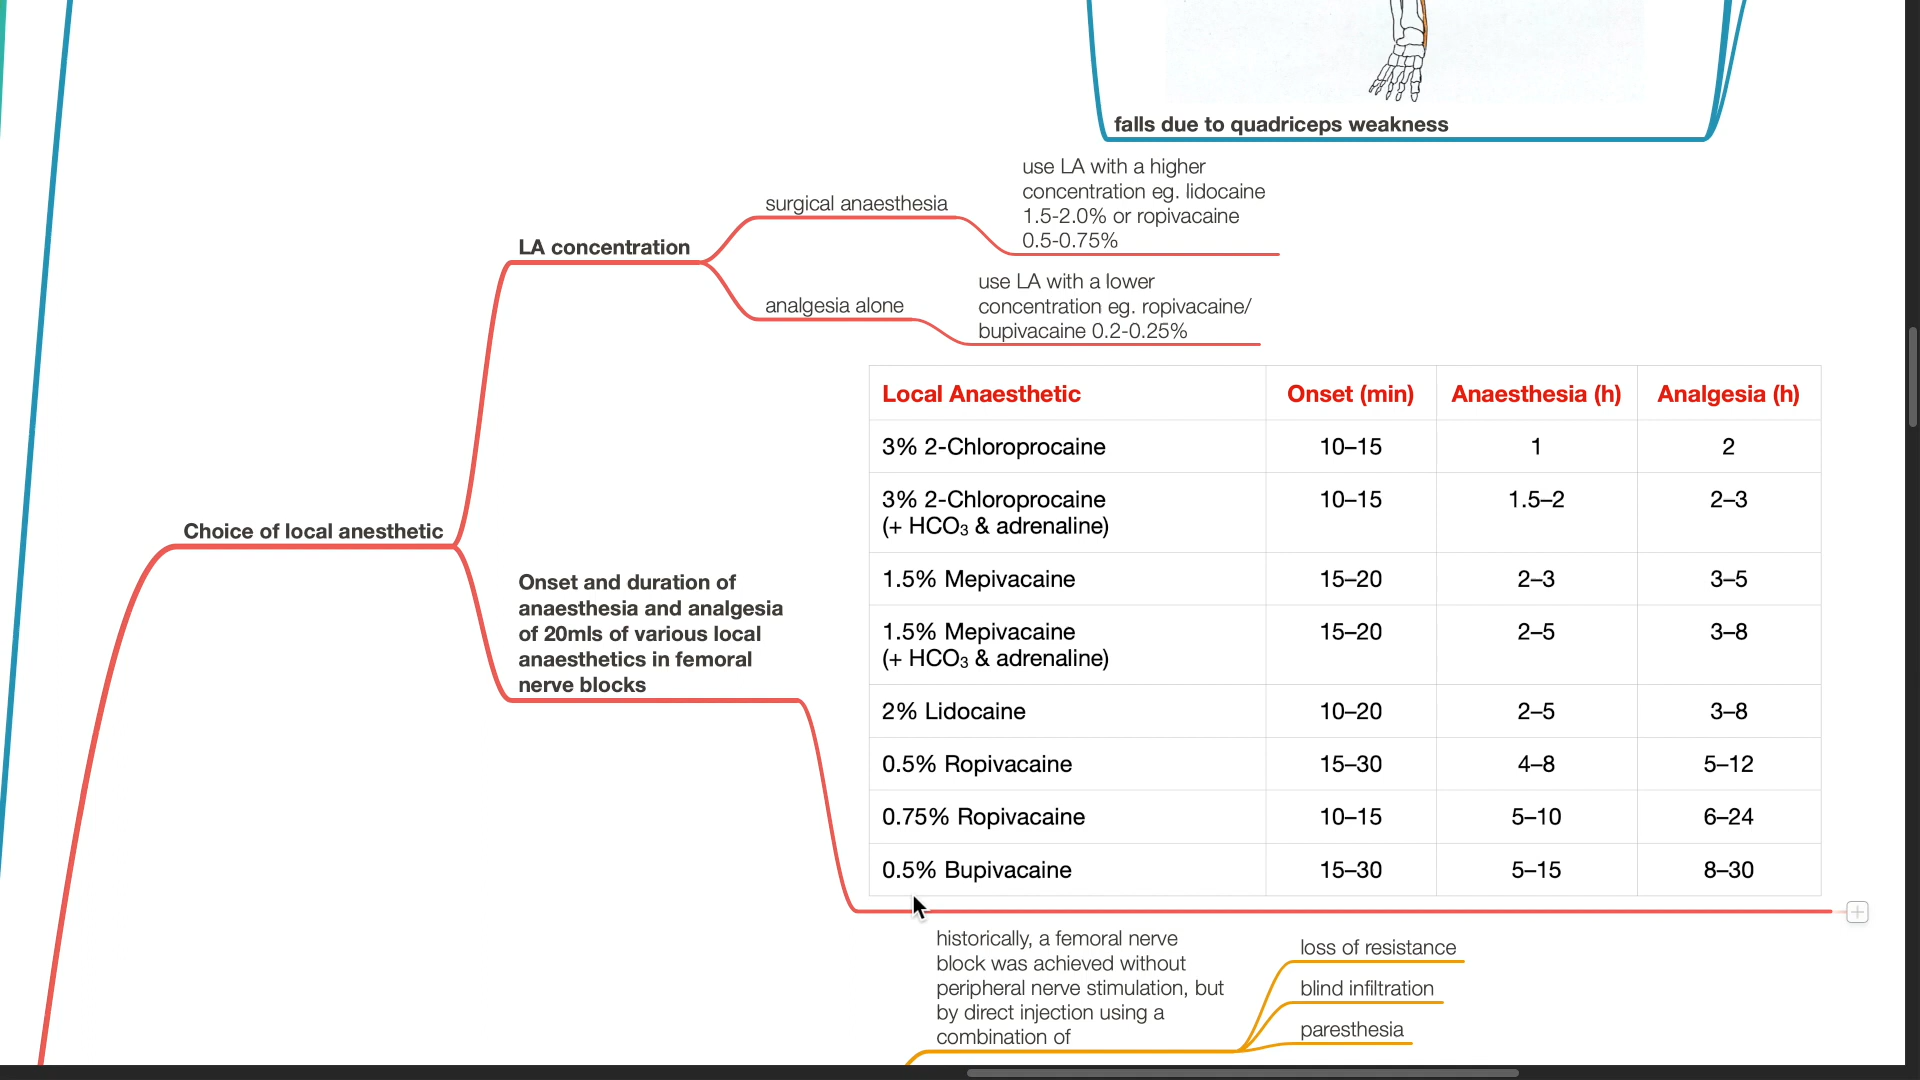 falls due to quadriceps weakness
use LA with a higher
concentration eg. lidocaine
1.5-2.0% or ropivacaine
0.5-0.75%
surgical anaesthesia
LA concentration
use LA with a lower
concentration eg. ropivacaine/
bupivacaine 0.2-0.25%
analgesia alone
Choice of local anesthetic
Onset and duration of
anaesthesia and analgesia
of 20mls of various local
anaesthetics in femoral
nerve blocks
Local Anaesthetic Onset (min) Anaesthesia (h) Analgesia (h)
3% 2-Chloroprocaine 10–15 1 2
3% 2-Chloroprocaine 10–15 1.5–2 2–3
(+ HCO₃ & adrenaline)
1.5% Mepivacaine 15–20 2–3 3–5
1.5% Mepivacaine 15–20 2–5 3–8
(+ HCO₃ & adrenaline)
2% Lidocaine 10–20 2–5 3–8
0.5% Ropivacaine 15–30 4–8 5–12
0.75% Ropivacaine 10–15 5–10 6–24
0.5% Bupivacaine 15–30 5–15 8–30
historically, a femoral nerve
block was achieved without
peripheral nerve stimulation, but
by direct injection using a
combination of
loss of resistance
blind infiltration
paresthesia